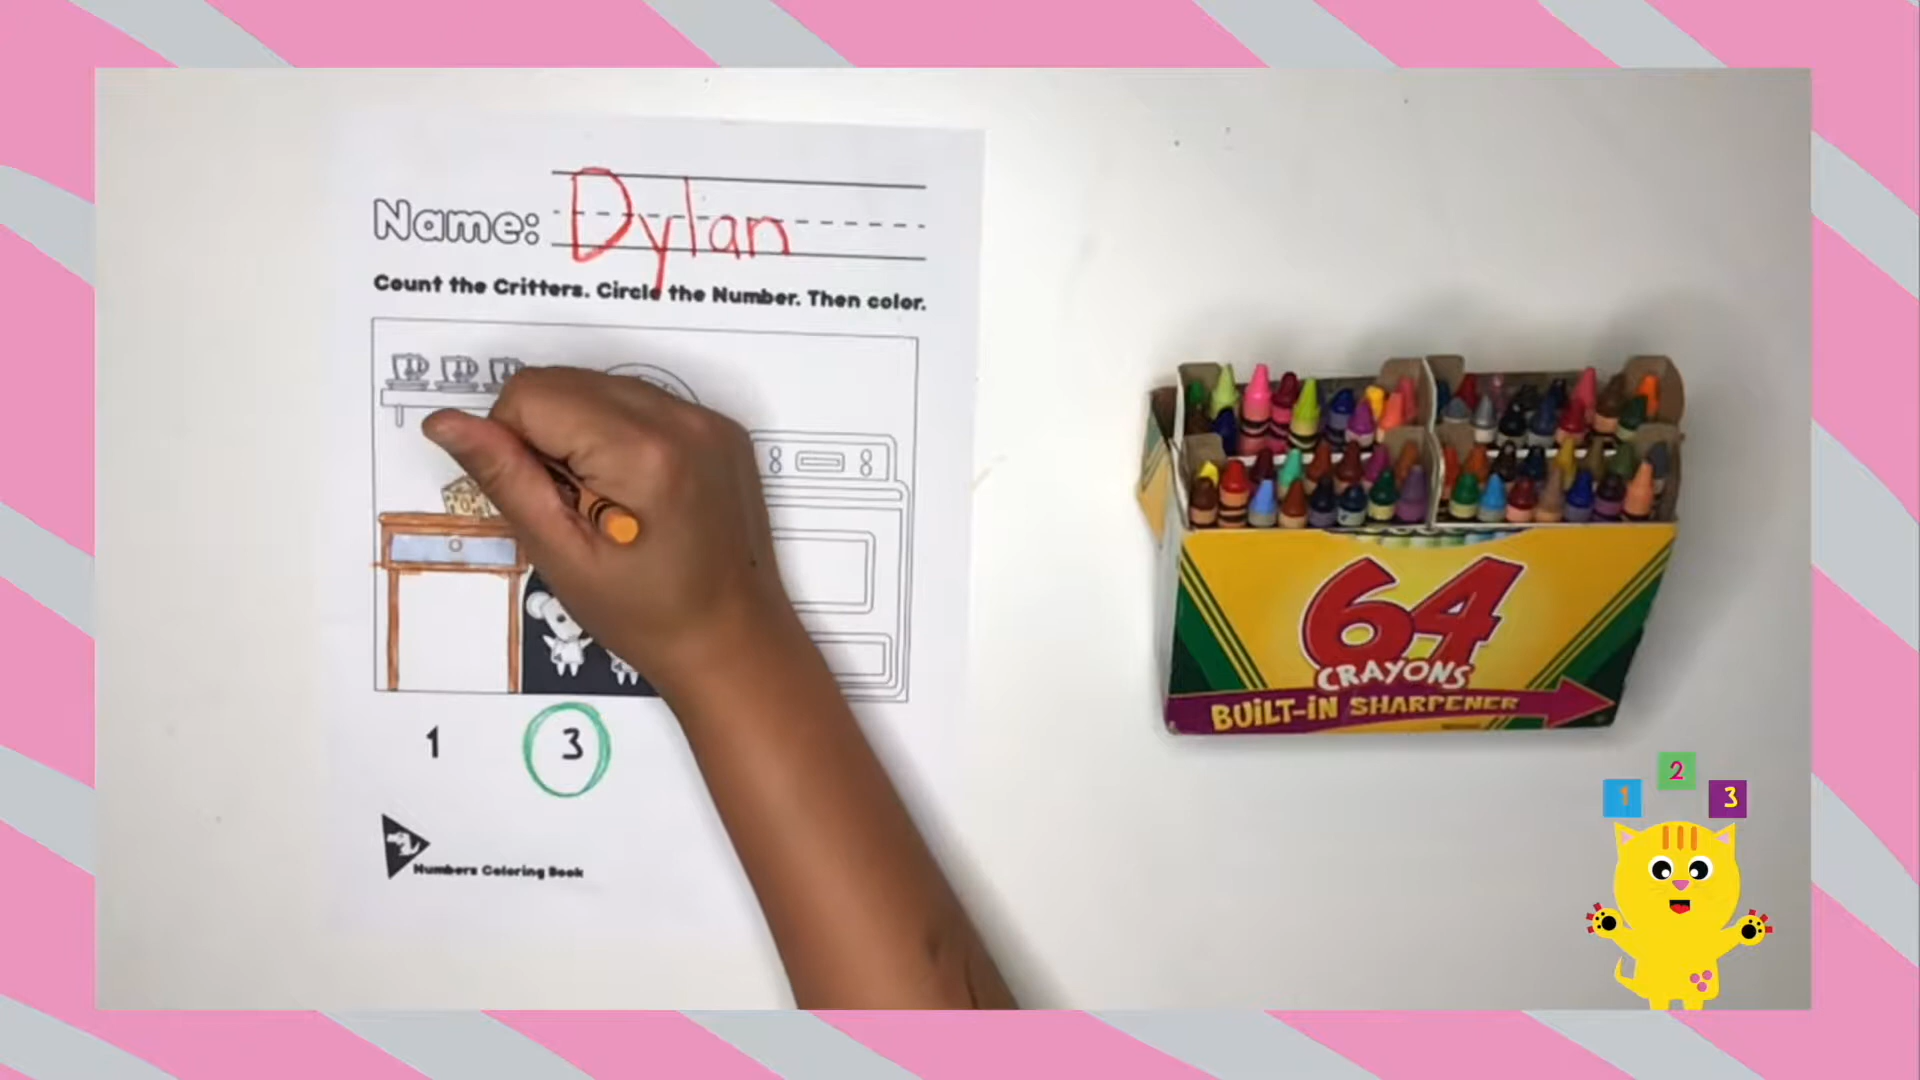 Name: Dylan
Count the Critters. Circle the Number. Then color.
1 3
Numbers Coloring Book
64
CRAYONS
BUILT-IN SHARPENER
1 2 3